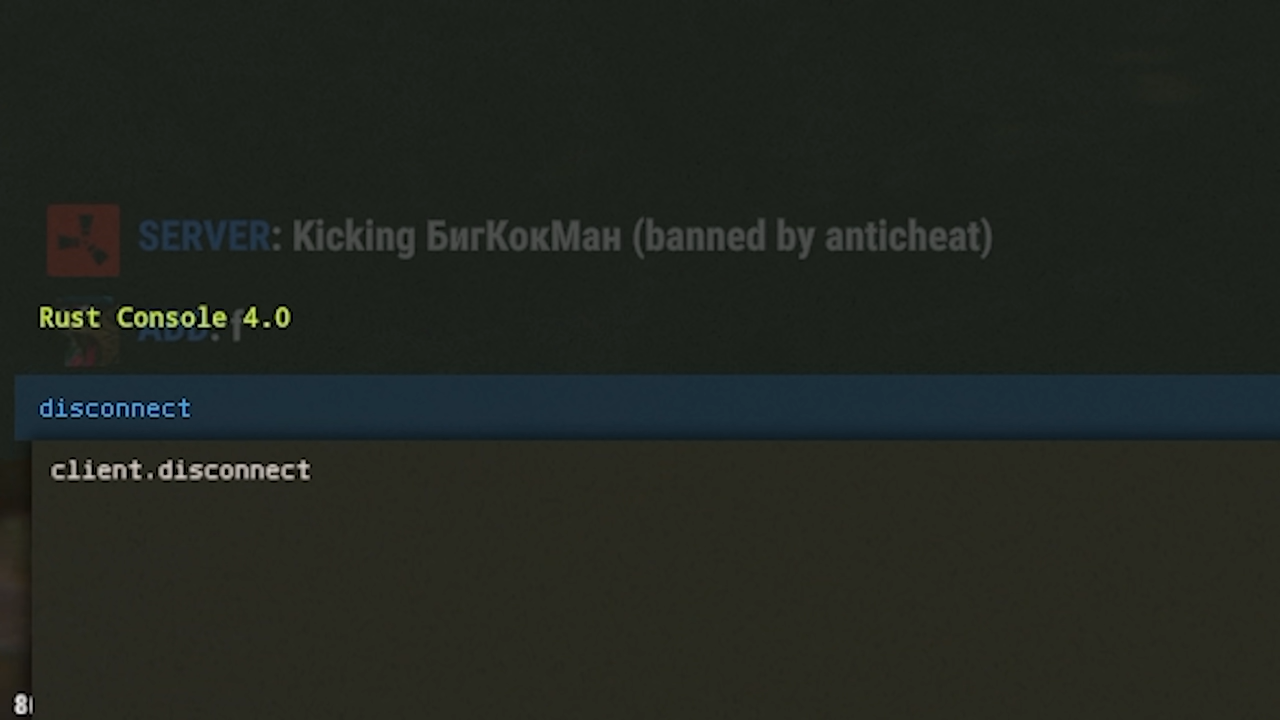 SERVER: Kicking БигКокМан (banned by anticheat)
Rust Console 4.0
disconnect
client.disconnect